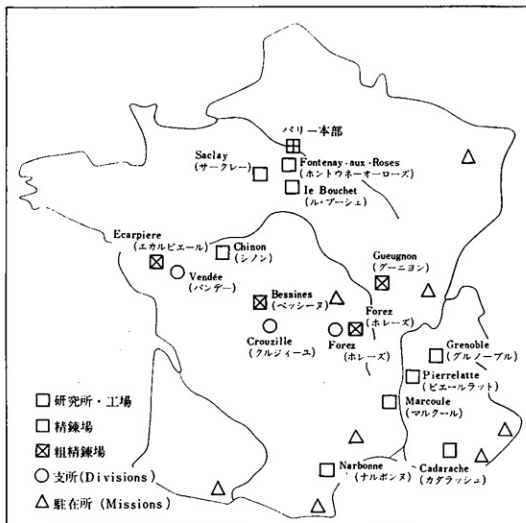 パリー本部
Saclay
(サークレー)
Fontenay-aux-Roses
(ホントウネーオーローズ)
le Bouchet
(ル・ブーシェ)
Ecarpiere
(エカルピエール)
Chinon
(シノン)
Vendée
(バンデー)
Gueugnon
(グーニヨン)
Bessines
(ベッシーヌ)
Crouzille
(クルジィーユ)
Forez
(ホレーズ)
Forez
(ホレーズ)
Grenoble
(グルノーブル)
Pierrelatte
(ピエールラット)
Marcoule
(マルクール)
Narbonne
(ナルボンヌ)
Cadarache
(カダラッシュ)
研究所・工場
精錬場
粗精錬場
支所(Divisions)
駐在所 (Missions)